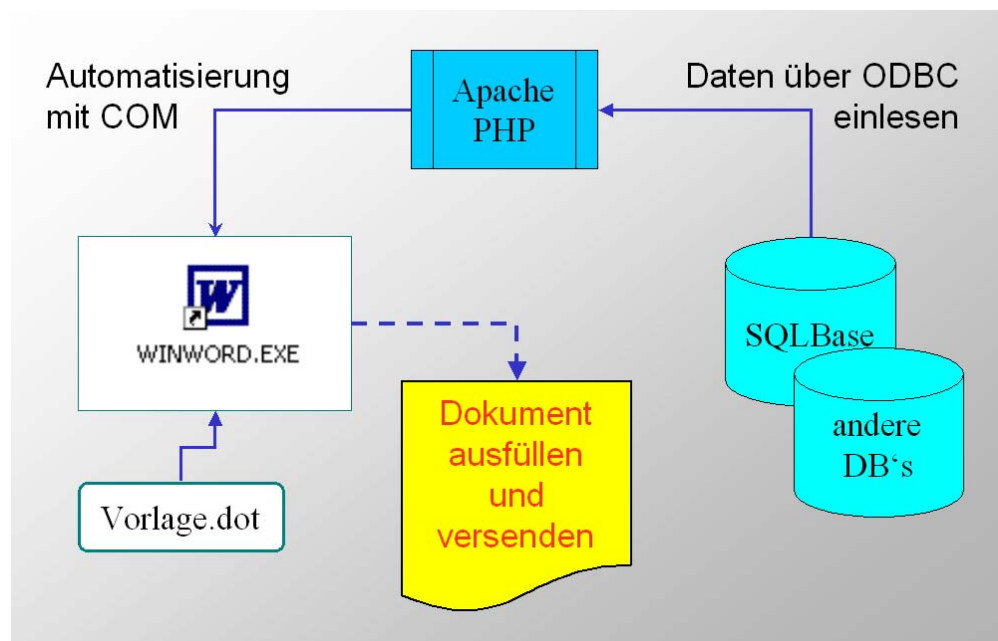 Automatisierung
mit COM
Apache
PHP
Daten über ODBC
einlesen
W
WINWORD.EXE
SQLBase
andere
DB‘s
Dokument
ausfüllen
und
versenden
Vorlage.dot